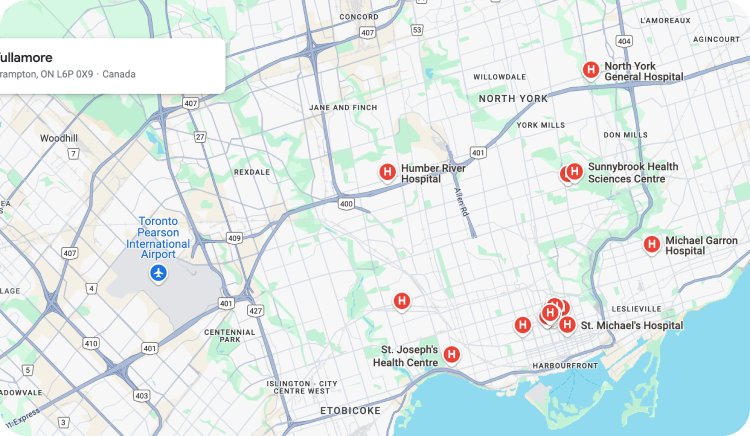 CONCORD
407
L'AMOREAUX
53
404
AGINCOURT
Tullamore
rampton, ON L6P 0X9 · Canada
H North York
General Hospital
WILLOWDALE
407
JANE AND FINCH
NORTH YORK
YORK MILLS
DON MILLS
Woodhill
27
7
401
H Humber River
Hospital
H Sunnybrook Health
Sciences Centre
REXDALE
Allen Rd
400
Toronto
Pearson
International
Airport
409
H Michael Garron
Hospital
407
4
401
427
H
LESLIEVILLE
CENTENNIAL
PARK
H
H
H
H St. Michael's Hospital
410
401
St. Joseph's
Health Centre H
HARBOURFRONT
403
ISLINGTON - CITY
CENTRE WEST
ETOBICOKE
LAGE
ADOWVALE
3
Express